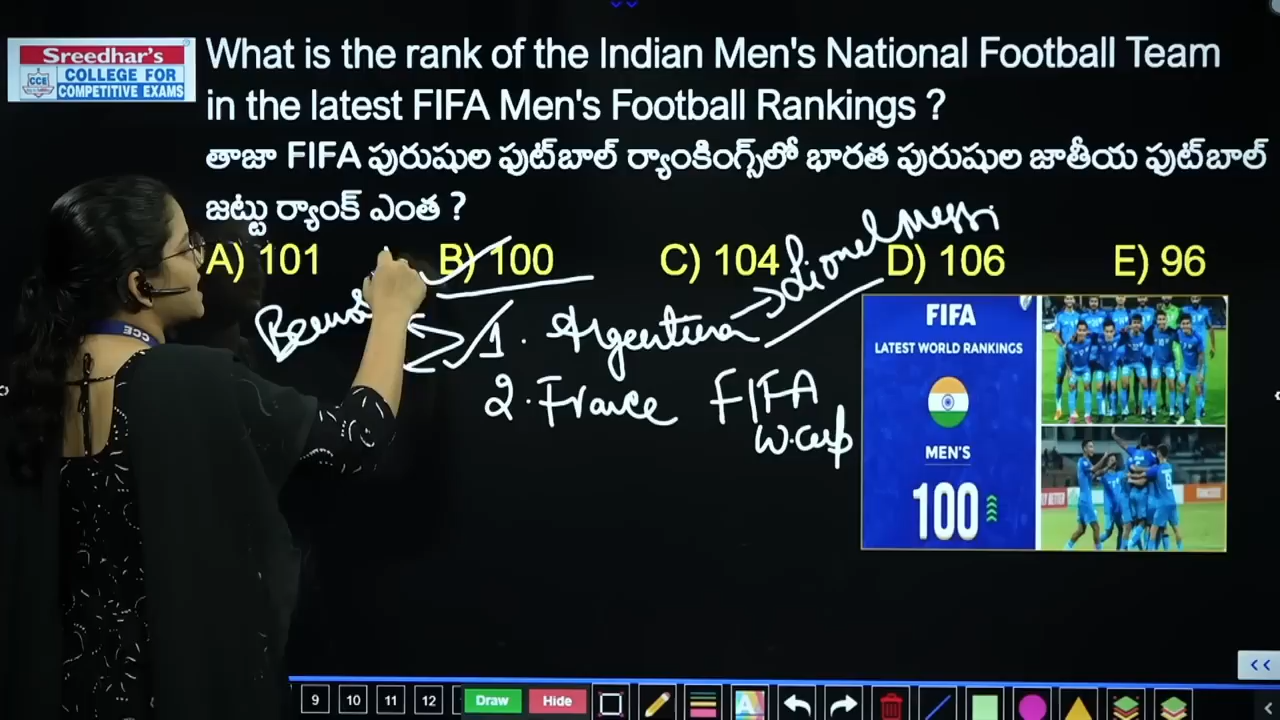 Sreedhar's
CCE
COLLEGE FOR
COMPETITIVE EXAMS
What is the rank of the Indian Men's National Football Team
in the latest FIFA Men's Football Rankings ?
తాజా FIFA పురుషుల ఫుట్‌బాల్ ర్యాంకింగ్స్‌లో భారత పురుషుల జాతీయ ఫుట్‌బాల్
జట్టు ర్యాంక్ ఎంత ?
A) 101 B) 100 C) 104 D) 106 E) 96
Lionel Messi
1. Argentina
2. France FIFA
W.Cup
CCE
FIFA
LATEST WORLD RANKINGS
MEN'S
100
8
9 10 11 12 Draw Hide
<<